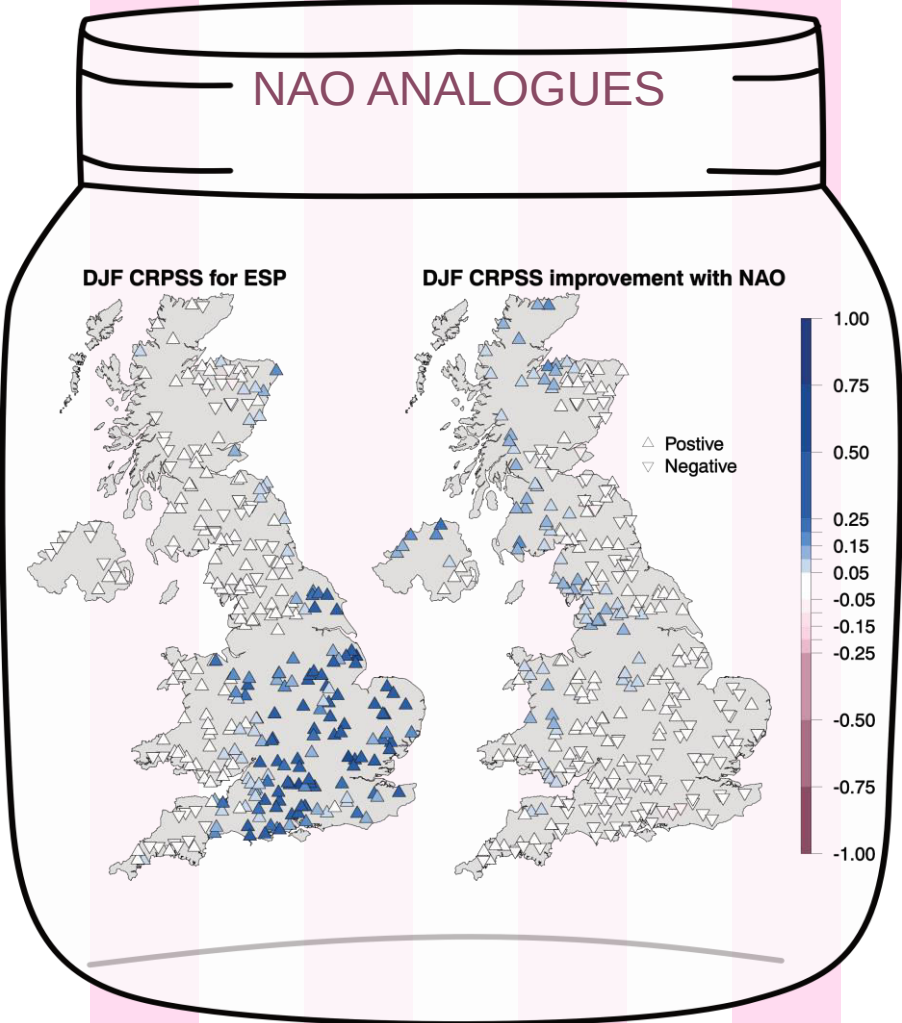 NAO ANALOGUES
DJF CRPSS for ESP
DJF CRPSS improvement with NAO
Postive
Negative
1.00
0.75
0.50
0.25
0.15
0.05
-0.05
-0.15
-0.25
-0.50
-0.75
-1.00